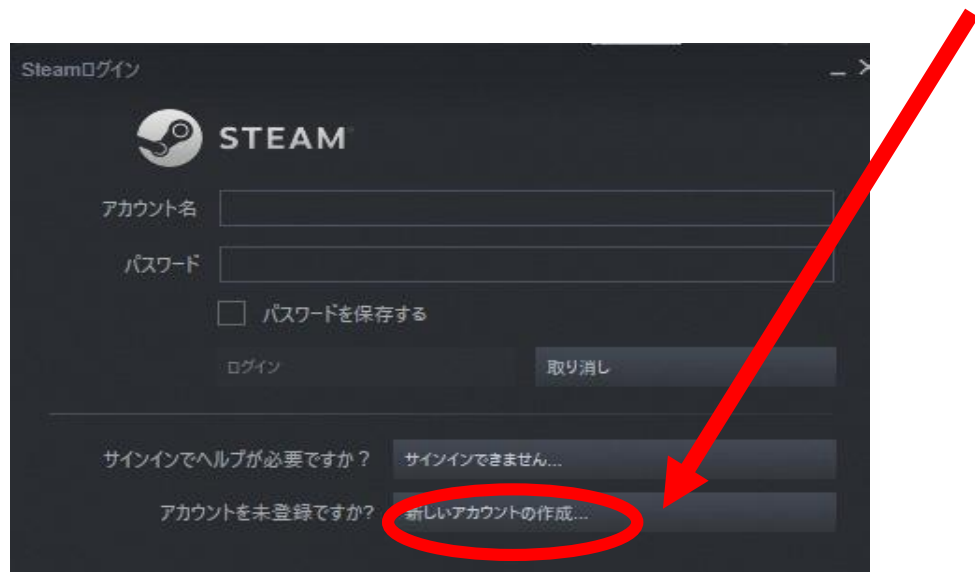 Steamログイン
STEAM
アカウント名
パスワード
パスワードを保存する
ログイン
取り消し
サインインでヘルプが必要ですか？
サインインできません...
アカウントを未登録ですか?
新しいアカウントの作成...